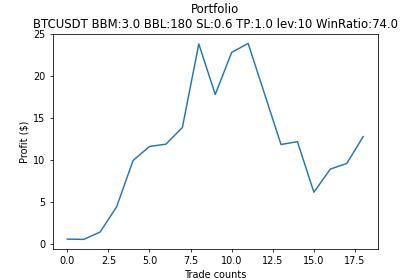 Portfolio
BTCUSDT BBM:3.0 BBL:180 SL:0.6 TP:1.0 lev:10 WinRatio:74.0
25
20
15
10
5
0
Profit ($)
0.0 2.5 5.0 7.5 10.0 12.5 15.0 17.5
Trade counts